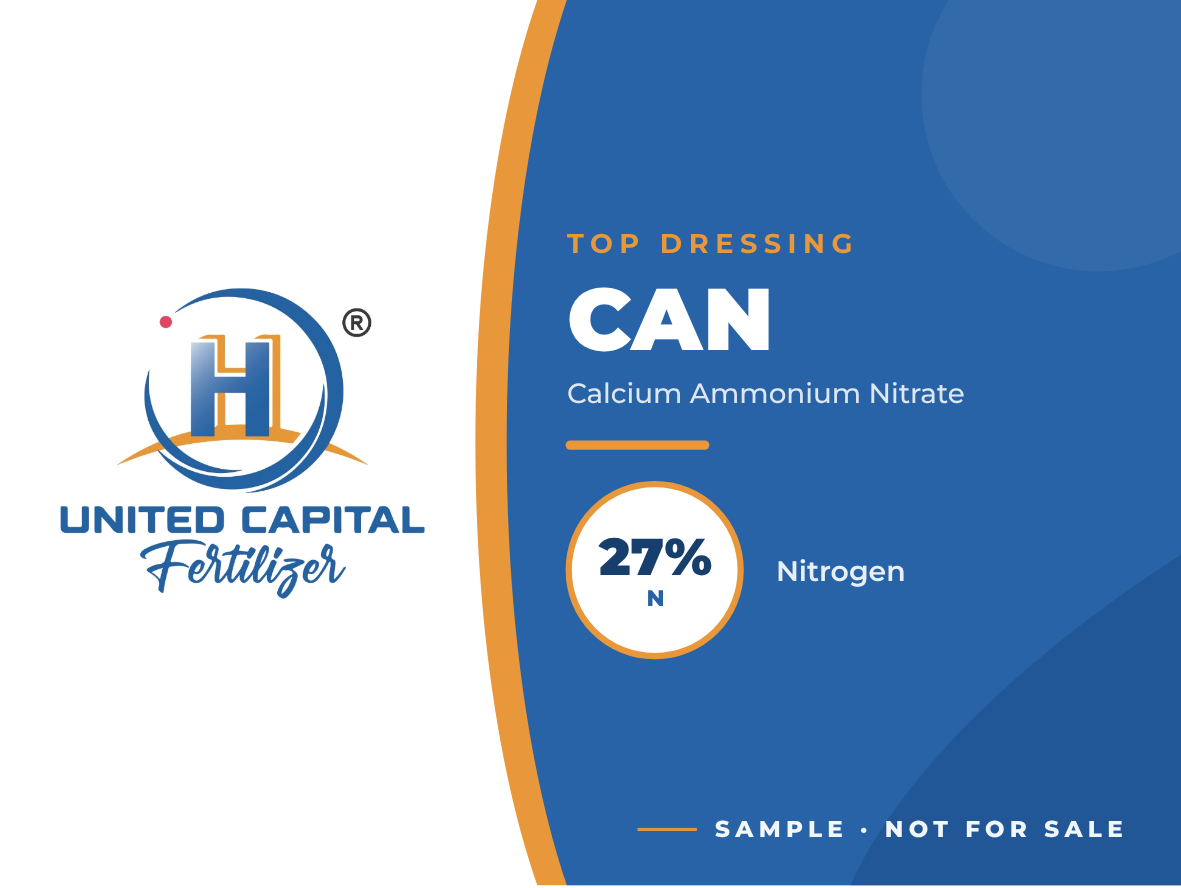 H
®
UNITED CAPITAL
Fertilizer
TOP DRESSING
CAN
Calcium Ammonium Nitrate
27%
N
Nitrogen
SAMPLE · NOT FOR SALE